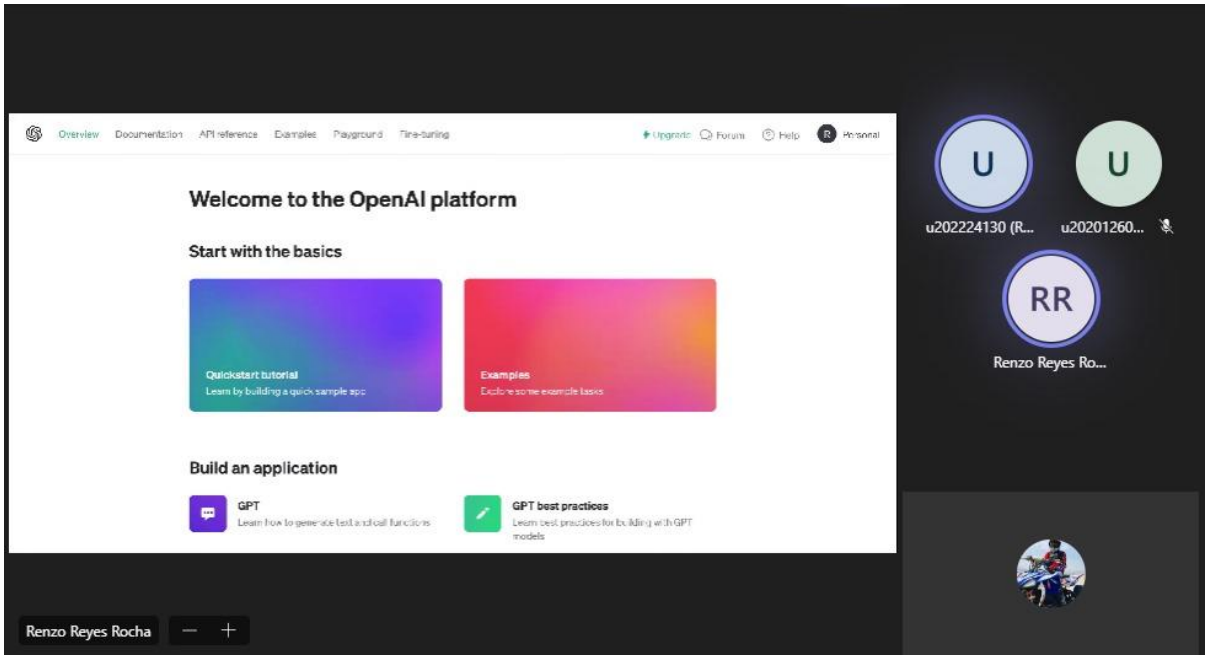 Overview Documentation API reference Examples Playground Fine-tuning Upgrade Forum Help R Personal
Welcome to the OpenAI platform
Start with the basics
Quickstart tutorial
Learn by building a quick sample app
Examples
Explore some example tasks
Build an application
GPT
Learn how to generate text and call functions
GPT best practices
Learn best practices for building with GPT
models
U U
u202224130 (R... u20201260...
RR
Renzo Reyes Ro...
Renzo Reyes Rocha